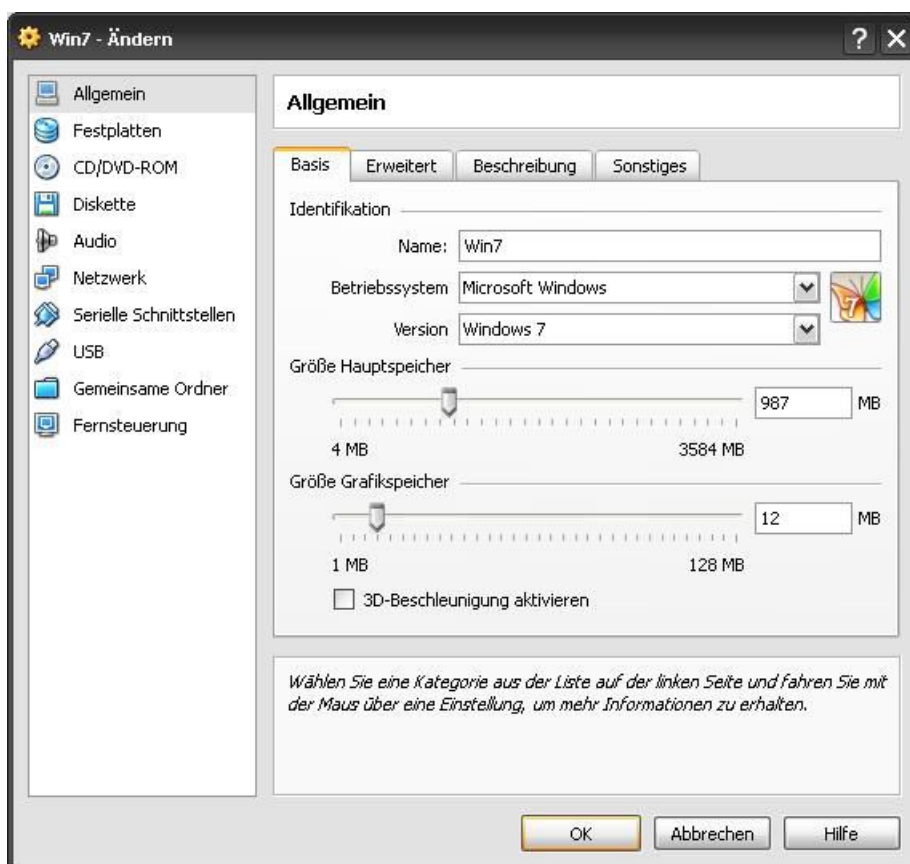 Win7 - Ändern
Allgemein
Festplatten
CD/DVD-ROM
Diskette
Audio
Netzwerk
Serielle Schnittstellen
USB
Gemeinsame Ordner
Fernsteuerung
Allgemein
Basis Erweitert Beschreibung Sonstiges
Identifikation
Name: Win7
Betriebssystem Microsoft Windows
7
Version Windows 7
Größe Hauptspeicher
987 MB
4 MB 3584 MB
Größe Grafikspeicher
12 MB
1 MB 128 MB
3D-Beschleunigung aktivieren
Wählen Sie eine Kategorie aus der Liste auf der linken Seite und fahren Sie mit
der Maus über eine Einstellung, um mehr Informationen zu erhalten.
OK Abbrechen Hilfe